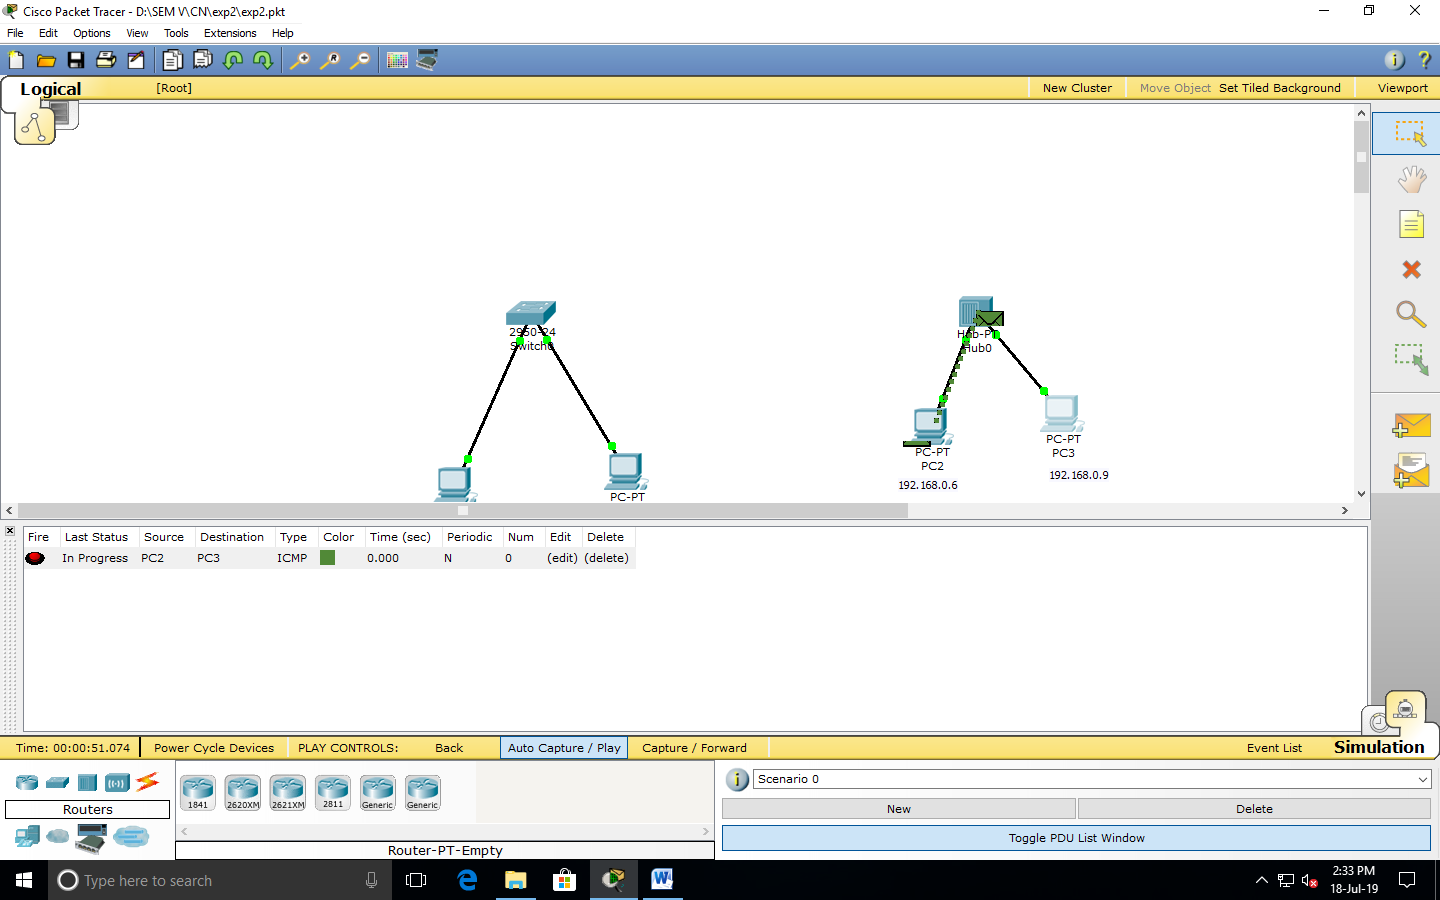 Cisco Packet Tracer - D:\SEM V\CN\exp2\exp2.pkt
File Edit Options View Tools Extensions Help
Logical [Root] New Cluster Move Object Set Tiled Background Viewport
2950-24
Switch0
Hub-PT
Hub0
PC-PT
PC2
192.168.0.6
PC-PT
PC3
192.168.0.9
PC-PT
Fire Last Status Source Destination Type Color Time (sec) Periodic Num Edit Delete
In Progress PC2 PC3 ICMP 0.000 N 0 (edit) (delete)
Time: 00:00:51.074 Power Cycle Devices PLAY CONTROLS: Back Auto Capture / Play Capture / Forward Event List Simulation
Routers
1841 2620XM 2621XM 2811 Generic Generic
Router-PT-Empty
Scenario 0
New Delete
Toggle PDU List Window
Type here to search
2:33 PM
18-Jul-19